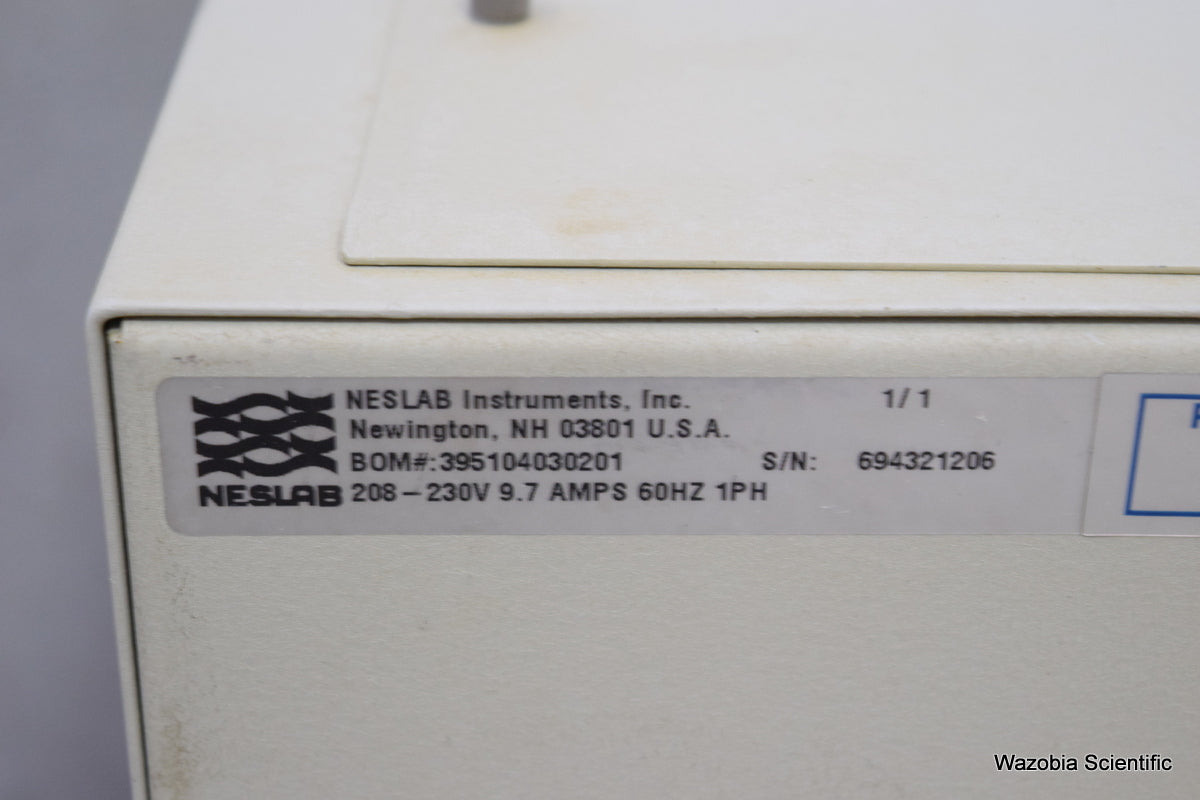 NESLAB Instruments, Inc. 1/1
Newington, NH 03801 U.S.A.
BOM#:395104030201 S/N: 694321206
NESLAB 208-230V 9.7 AMPS 60HZ 1PH
Wazobia Scientific